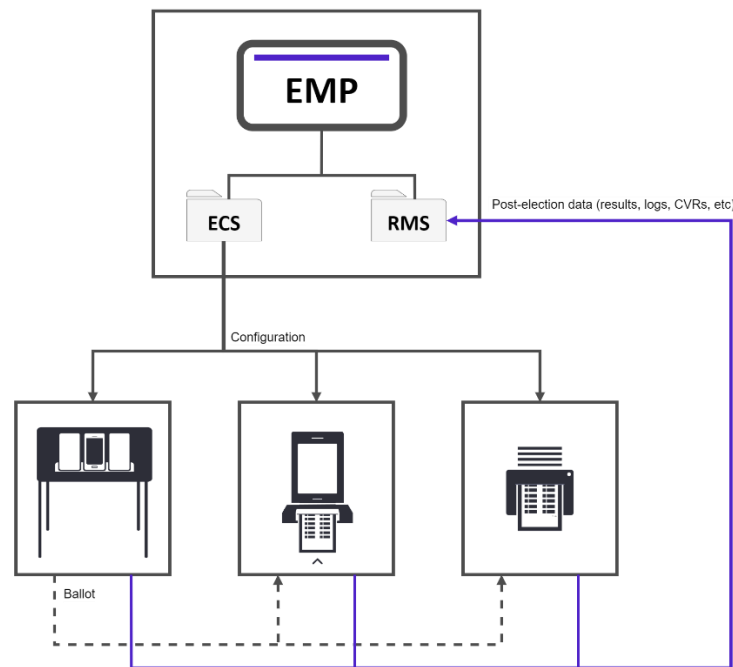 EMP
ECS
RMS
Post-election data (results, logs, CVRs, etc)
Configuration
Ballot